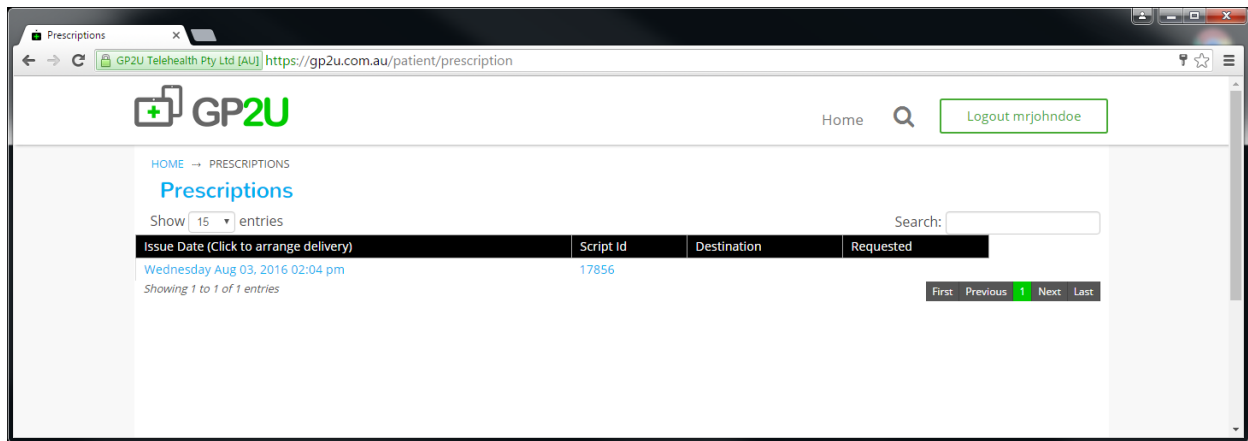 Prescriptions
GP2U Telehealth Pty Ltd [AU] https://gp2u.com.au/patient/prescription
GP2U
Home
Logout mrjohndoe
HOME → PRESCRIPTIONS
Prescriptions
Show 15 entries
Search:
Issue Date (Click to arrange delivery) Script Id Destination Requested
Wednesday Aug 03, 2016 02:04 pm 17856
Showing 1 to 1 of 1 entries
First Previous 1 Next Last